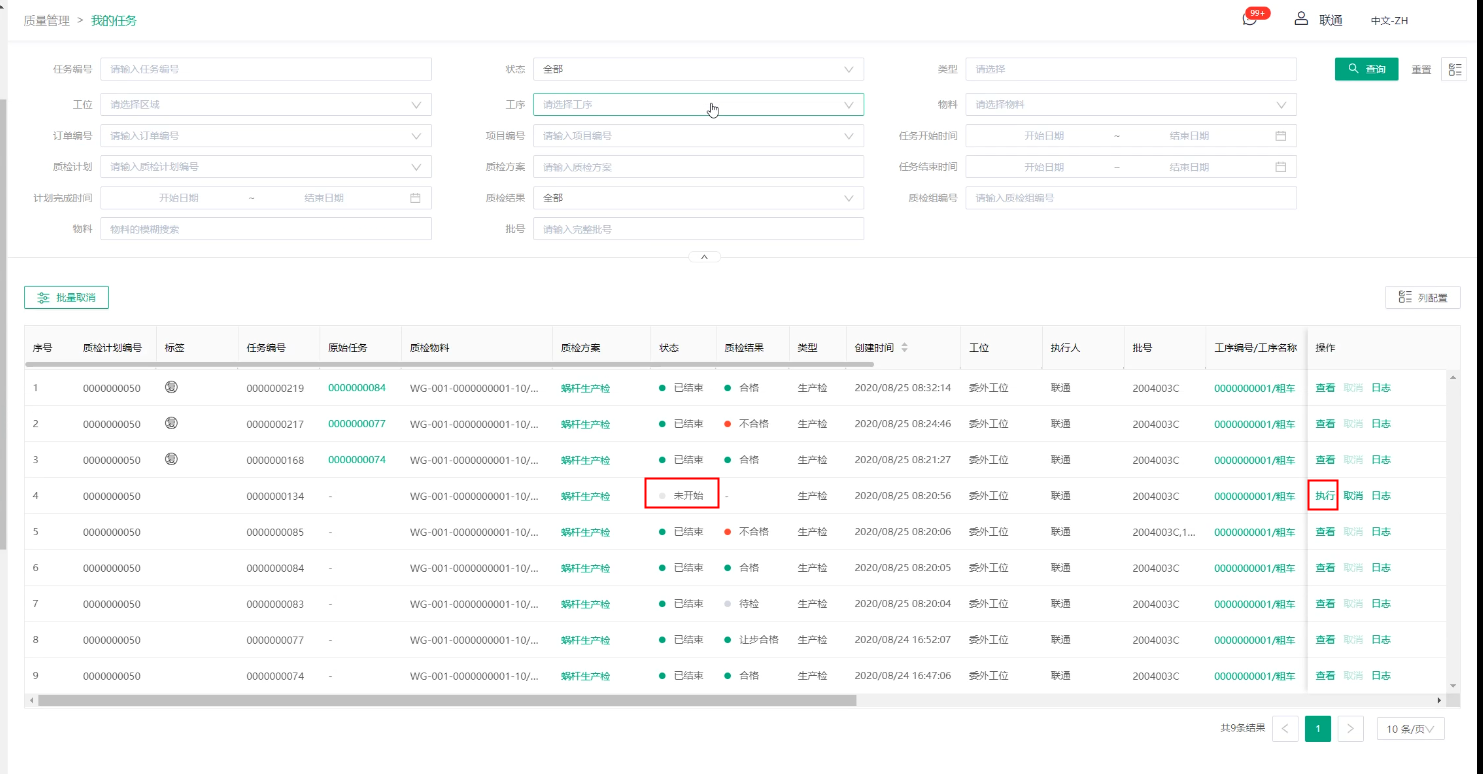 质量管理 > 我的任务
99+
联通
中文-ZH
任务编号 请输入任务编号 状态 全部 类型 请选择 查询 重置
工位 请选择区域 工序 请选择工序 物料 请选择物料
订单编号 请输入订单编号 项目编号 请输入项目编号 任务开始时间 开始日期 ~ 结束日期
质检计划 请输入质检计划编号 质检方案 请输入质检方案 任务结束时间 开始日期 ~ 结束日期
计划完成时间 开始日期 ~ 结束日期 质检结果 全部 质检组编号 请输入质检组编号
物料 物料的模糊搜索 批号 请输入完整批号
批量取消 列配置
序号 质检计划编号 标签 任务编号 原始任务 质检物料 质检方案 状态 质检结果 类型 创建时间 工位 执行人 批号 工序编号/工序名称 操作
1 0000000050 复 0000000219 0000000084 WG-001-0000000001-10/... 蜗杆生产检 已结束 合格 生产检 2020/08/25 08:32:14 委外工位 联通 2004003C 0000000001/粗车 查看 取消 日志
2 0000000050 复 0000000217 0000000077 WG-001-0000000001-10/... 蜗杆生产检 已结束 不合格 生产检 2020/08/25 08:24:46 委外工位 联通 2004003C 0000000001/粗车 查看 取消 日志
3 0000000050 复 0000000168 0000000074 WG-001-0000000001-10/... 蜗杆生产检 已结束 合格 生产检 2020/08/25 08:21:27 委外工位 联通 2004003C 0000000001/粗车 查看 取消 日志
4 0000000050 0000000134 - WG-001-0000000001-10/... 蜗杆生产检 未开始 - 生产检 2020/08/25 08:20:56 委外工位 联通 2004003C 0000000001/粗车 执行 取消 日志
5 0000000050 0000000085 - WG-001-0000000001-10/... 蜗杆生产检 已结束 不合格 生产检 2020/08/25 08:20:06 委外工位 联通 2004003C,1... 0000000001/粗车 查看 取消 日志
6 0000000050 0000000084 - WG-001-0000000001-10/... 蜗杆生产检 已结束 合格 生产检 2020/08/25 08:20:05 委外工位 联通 2004003C 0000000001/粗车 查看 取消 日志
7 0000000050 0000000083 - WG-001-0000000001-10/... 蜗杆生产检 已结束 待检 生产检 2020/08/25 08:20:04 委外工位 联通 2004003C 0000000001/粗车 查看 取消 日志
8 0000000050 0000000077 - WG-001-0000000001-10/... 蜗杆生产检 已结束 让步合格 生产检 2020/08/24 16:52:07 委外工位 联通 2004003C 0000000001/粗车 查看 取消 日志
9 0000000050 0000000074 - WG-001-0000000001-10/... 蜗杆生产检 已结束 合格 生产检 2020/08/24 16:47:06 委外工位 联通 2004003C 0000000001/粗车 查看 取消 日志
共9条结果 < 1 > 10 条/页